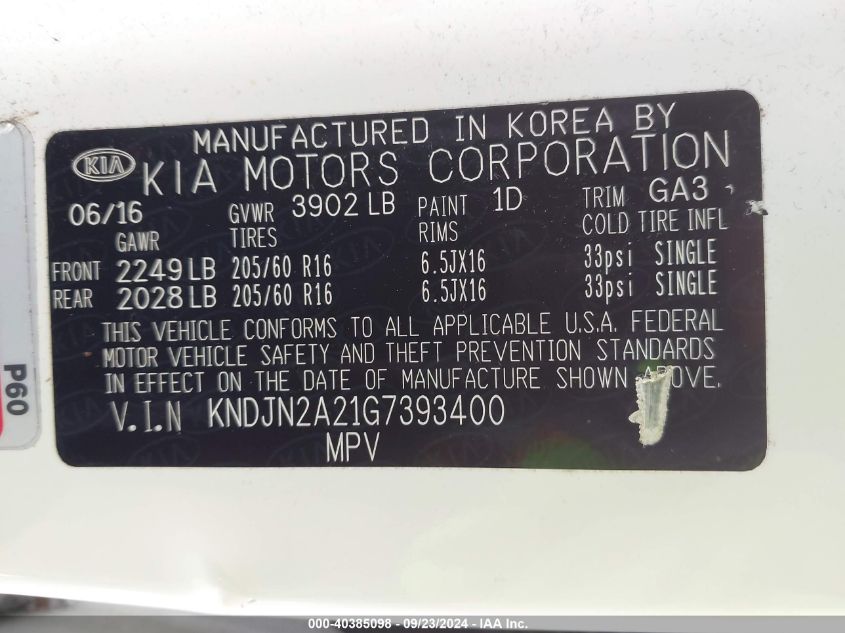 MANUFACTURED IN KOREA BY
KIA KIA MOTORS CORPORATION
06/16 GVWR 3902 LB PAINT 1D TRIM GA3
GAWR TIRES RIMS COLD TIRE INFL
FRONT 2249 LB 205/60 R16 6.5JX16 33psi SINGLE
REAR 2028 LB 205/60 R16 6.5JX16 33psi SINGLE
THIS VEHICLE CONFORMS TO ALL APPLICABLE U.S.A. FEDERAL
MOTOR VEHICLE SAFETY AND THEFT PREVENTION STANDARDS
IN EFFECT ON THE DATE OF MANUFACTURE SHOWN ABOVE.
V.I.N KNDJN2A21G7393400
MPV
P60
000-40385098 - 09/23/2024 - IAA Inc.